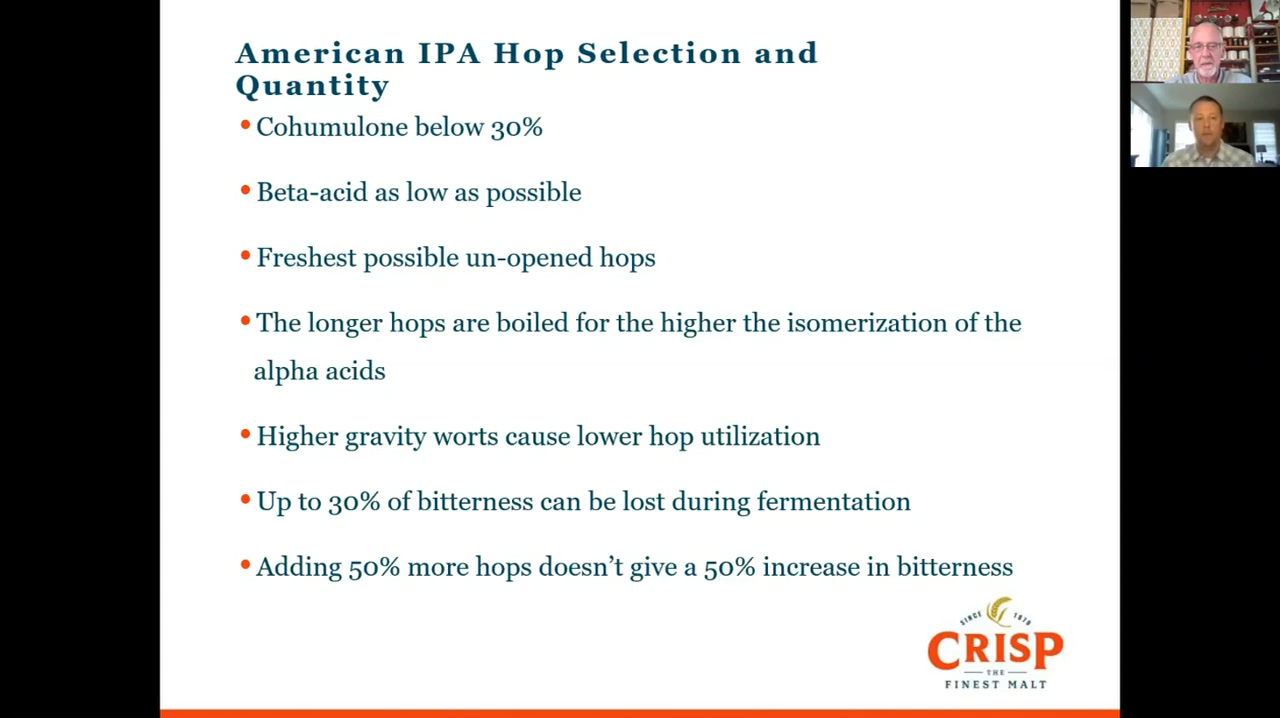 American IPA Hop Selection and
Quantity
• Cohumulone below 30%
• Beta-acid as low as possible
• Freshest possible un-opened hops
• The longer hops are boiled for the higher the isomerization of the
alpha acids
• Higher gravity worts cause lower hop utilization
• Up to 30% of bitterness can be lost during fermentation
• Adding 50% more hops doesn’t give a 50% increase in bitterness
SINCE 1870
CRISP
THE
FINEST MALT